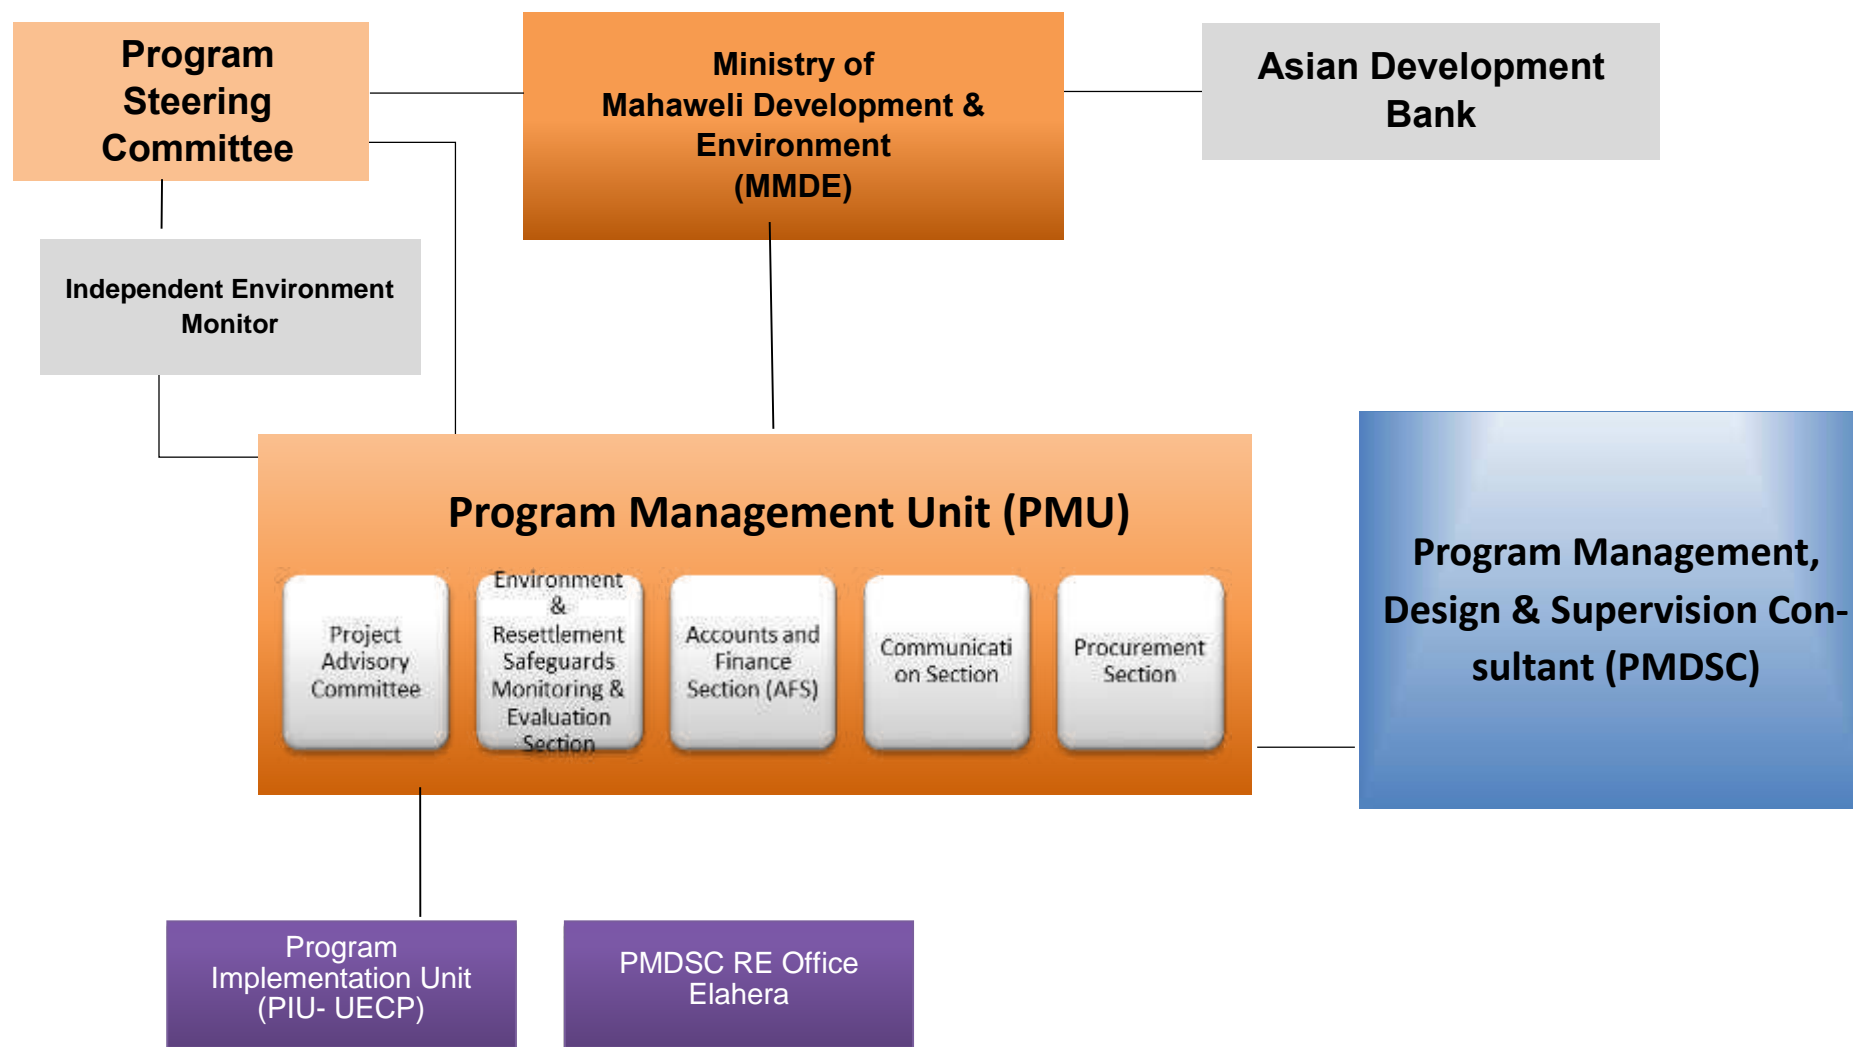 Program
Steering
Committee
Ministry of
Mahaweli Development &
Environment
(MMDE)
Asian Development
Bank
Independent Environment
Monitor
Program Management Unit (PMU)
Project
Advisory
Committee
Environment
&
Resettlement
Safeguards
Monitoring &
Evaluation
Section
Accounts and
Finance
Section (AFS)
Communicati
on Section
Procurement
Section
Program Management,
Design & Supervision Con-
sultant (PMDSC)
Program
Implementation Unit
(PIU- UECP)
PMDSC RE Office
Elahera